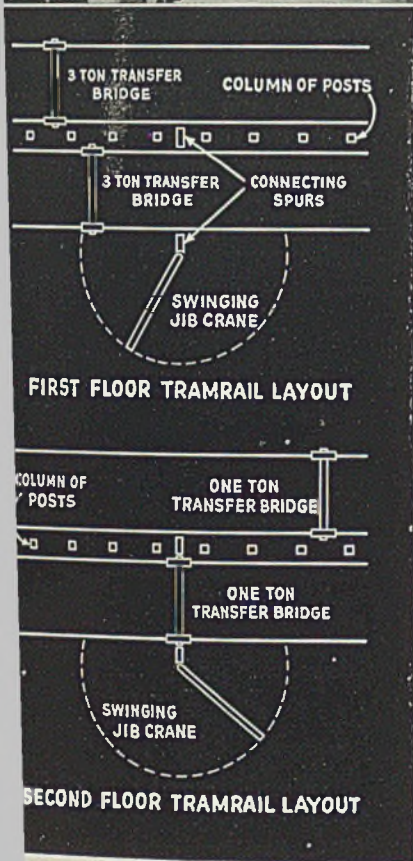 3 TON TRANSFER
BRIDGE
COLUMN OF POSTS
3 TON TRANSFER
BRIDGE
CONNECTING
SPURS
SWINGING
JIB CRANE
FIRST FLOOR TRAMRAIL LAYOUT
COLUMN OF
POSTS
ONE TON
TRANSFER BRIDGE
ONE TON
TRANSFER BRIDGE
SWINGING
JIB CRANE
SECOND FLOOR TRAMRAIL LAYOUT